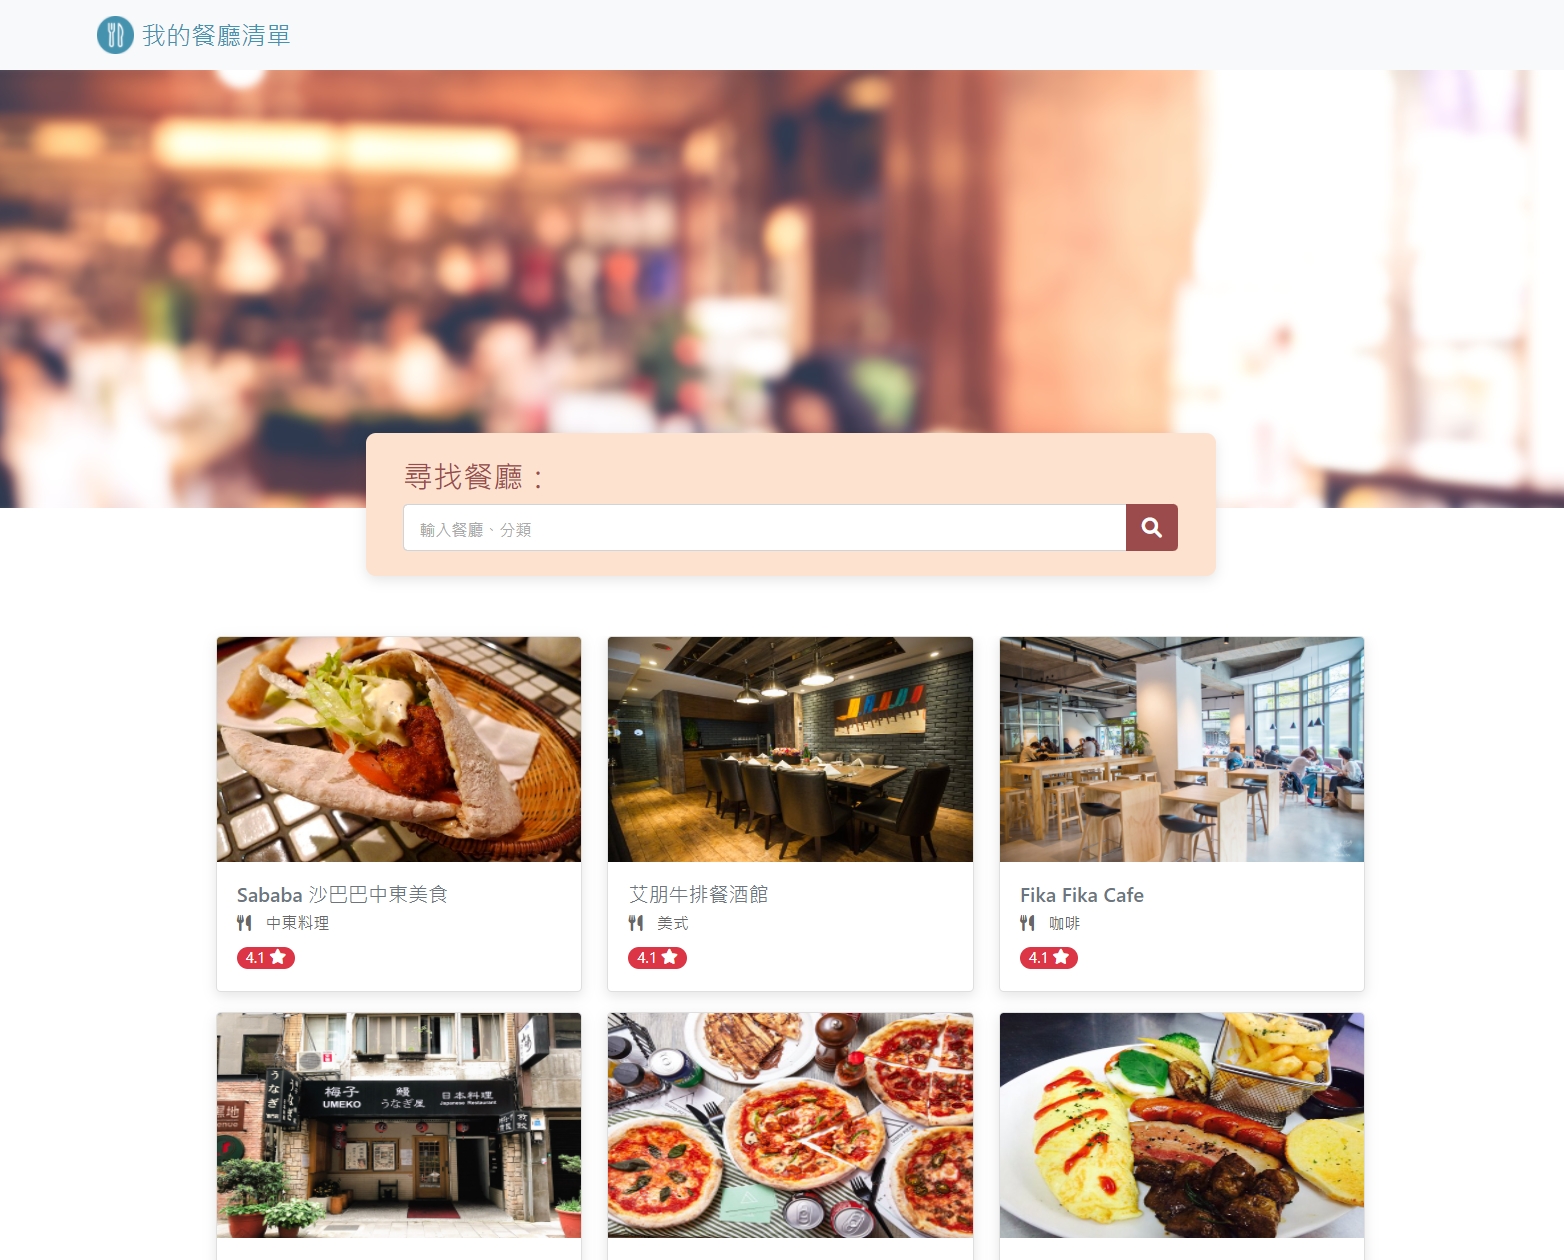 我的餐廳清單
尋找餐廳：
輸入餐廳、分類
Sababa 沙巴巴中東美食
中東料理
4.1
艾朋牛排餐酒館
美式
4.1
Fika Fika Cafe
咖啡
4.1
うなぎ
梅子
UMEKO
鰻
うなぎ屋
日本料理
Japanese Restaurant